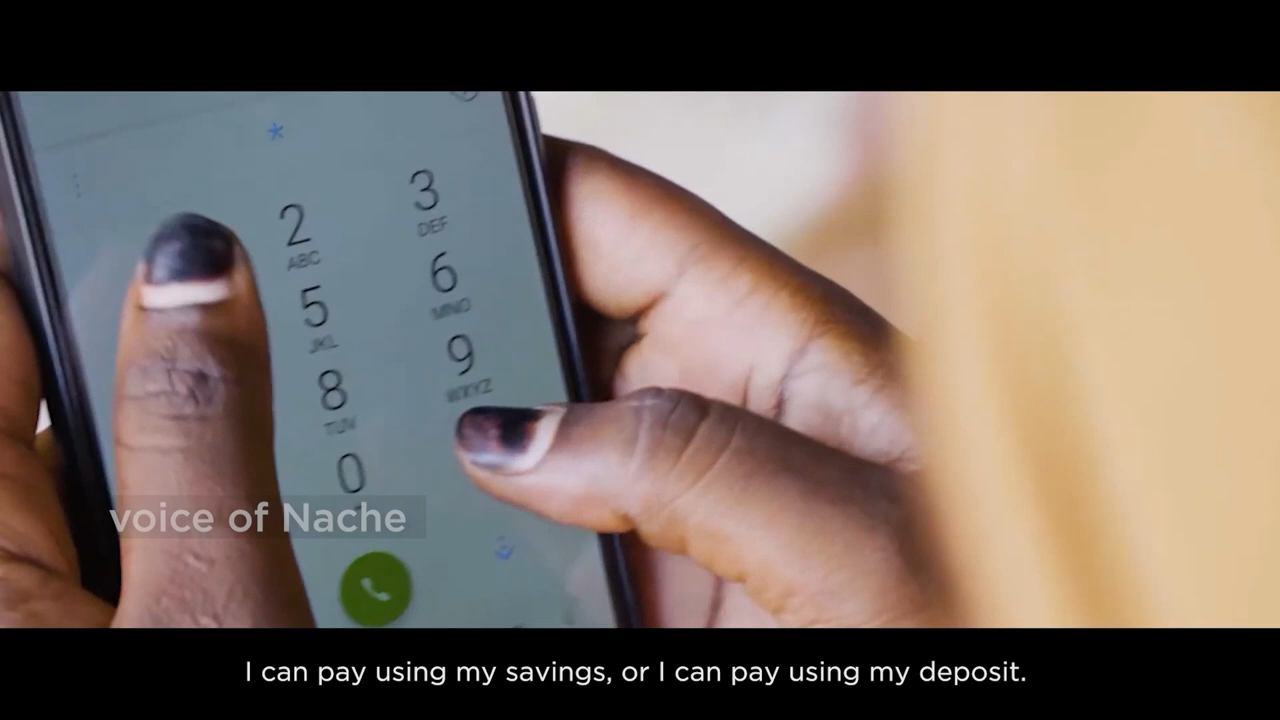 *
2
ABC
3
DEF
5
JKL
6
MNO
8
TUV
9
WXYZ
0
voice of Nache
I can pay using my savings, or I can pay using my deposit.